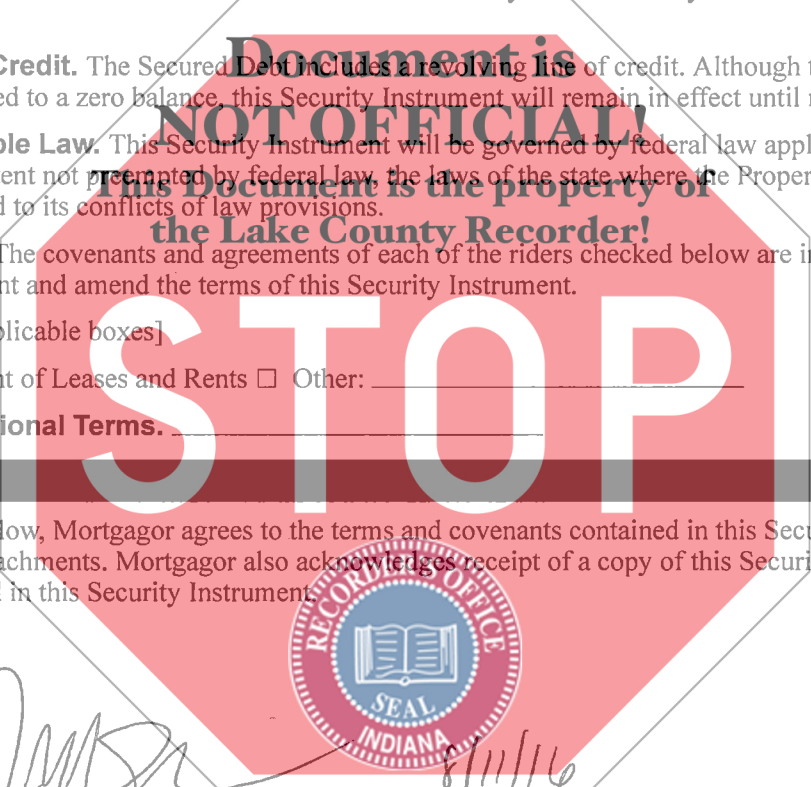 Credit. The Secured Debt includes a revolving line of credit. Although
ed to a zero balance, this Security Instrument will remain in effect until
ble Law. This Security Instrument will be governed by federal law appl
ent not preempted by federal law, the laws of the state where the Proper
d to its conflicts of law provisions.
The covenants and agreements of each of the riders checked below are i
nt and amend the terms of this Security Instrument.
plicable boxes]
nt of Leases and Rents ☐ Other:
ional Terms.
low, Mortgagor agrees to the terms and covenants contained in this Secu
achments. Mortgagor also acknowledges receipt of a copy of this Securi
in this Security Instrument.
8/11/16
Document is
NOT OFFICIAL!
This Document is the property of
the Lake County Recorder!
STOP
RECORDER'S OFFICE
SEAL
INDIANA